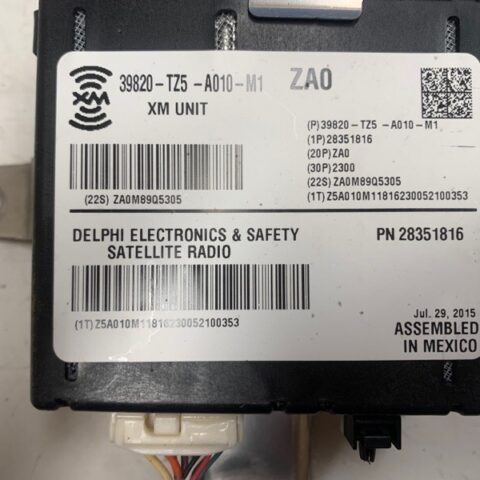 XM
39820-TZ5-A010-M1 ZA0
XM UNIT
(22S) ZA0M89Q5305
(P)39820-TZ5-A010-M1
(1P)28351816
(20P)ZA0
(30P)2300
(22S)ZA0M89Q5305
(1T)Z5A010M11816230052100353
DELPHI ELECTRONICS & SAFETY
SATELLITE RADIO
PN 28351816
(1T)Z5A010M11816230052100353
Jul. 29, 2015
ASSEMBLED
IN MEXICO